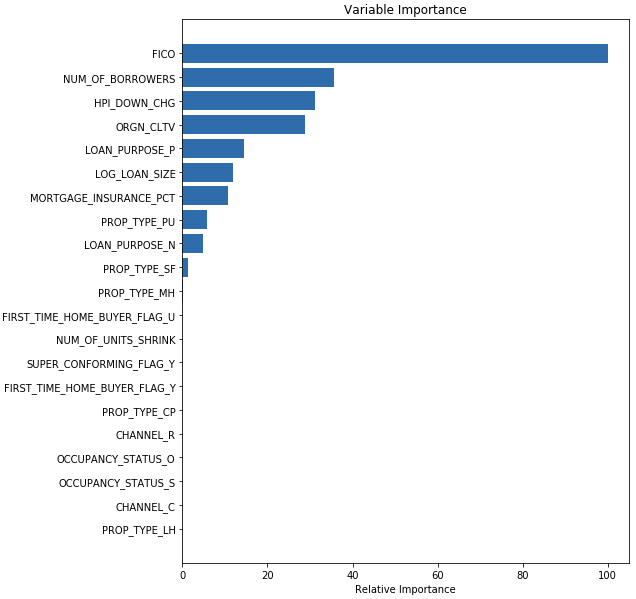 Variable Importance
FICO
NUM_OF_BORROWERS
HPI_DOWN_CHG
ORGN_CLTV
LOAN_PURPOSE_P
LOG_LOAN_SIZE
MORTGAGE_INSURANCE_PCT
PROP_TYPE_PU
LOAN_PURPOSE_N
PROP_TYPE_SF
PROP_TYPE_MH
FIRST_TIME_HOME_BUYER_FLAG_U
NUM_OF_UNITS_SHRINK
SUPER_CONFORMING_FLAG_Y
FIRST_TIME_HOME_BUYER_FLAG_Y
PROP_TYPE_CP
CHANNEL_R
OCCUPANCY_STATUS_O
OCCUPANCY_STATUS_S
CHANNEL_C
PROP_TYPE_LH
0 20 40 60 80 100
Relative Importance